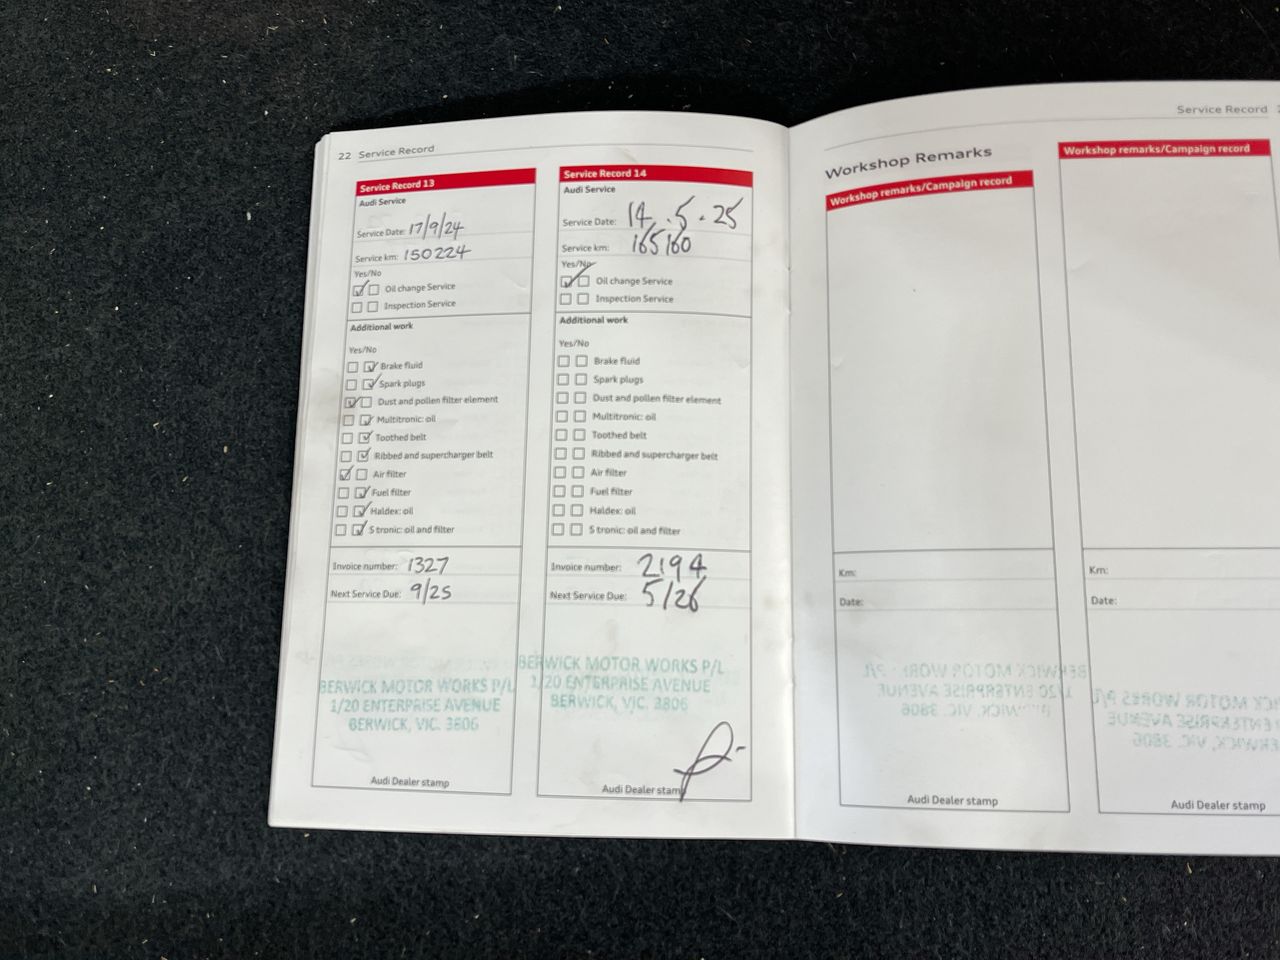 22 Service Record
Service Record 13
Audi Service
Service Date: 17/9/24
Service km: 150224
Yes/No
Oil change Service
Inspection Service
Additional work
Yes/No
Brake fluid
Spark plugs
Dust and pollen filter element
Multitronic: oil
Toothed belt
Ribbed and supercharger belt
Air filter
Fuel filter
Haldex: oil
S tronic: oil and filter
Invoice number: 1327
Next Service Due: 9/25
BERWICK MOTOR WORKS P/L
1/20 ENTERPRISE AVENUE
BERWICK, VIC. 3806
Audi Dealer stamp
Service Record 14
Audi Service
Service Date: 14.5.25
Service km: 165160
Yes/No
Oil change Service
Inspection Service
Additional work
Yes/No
Brake fluid
Spark plugs
Dust and pollen filter element
Multitronic: oil
Toothed belt
Ribbed and supercharger belt
Air filter
Fuel filter
Haldex: oil
S tronic: oil and filter
Invoice number: 2194
Next Service Due: 5/26
BERWICK MOTOR WORKS P/L
1/20 ENTERPRISE AVENUE
BERWICK, VIC. 3806
Audi Dealer stamp
Service Record
Workshop Remarks
Workshop remarks/Campaign record
Km:
Date:
Audi Dealer stamp
Workshop remarks/Campaign record
Km:
Date:
Audi Dealer stamp